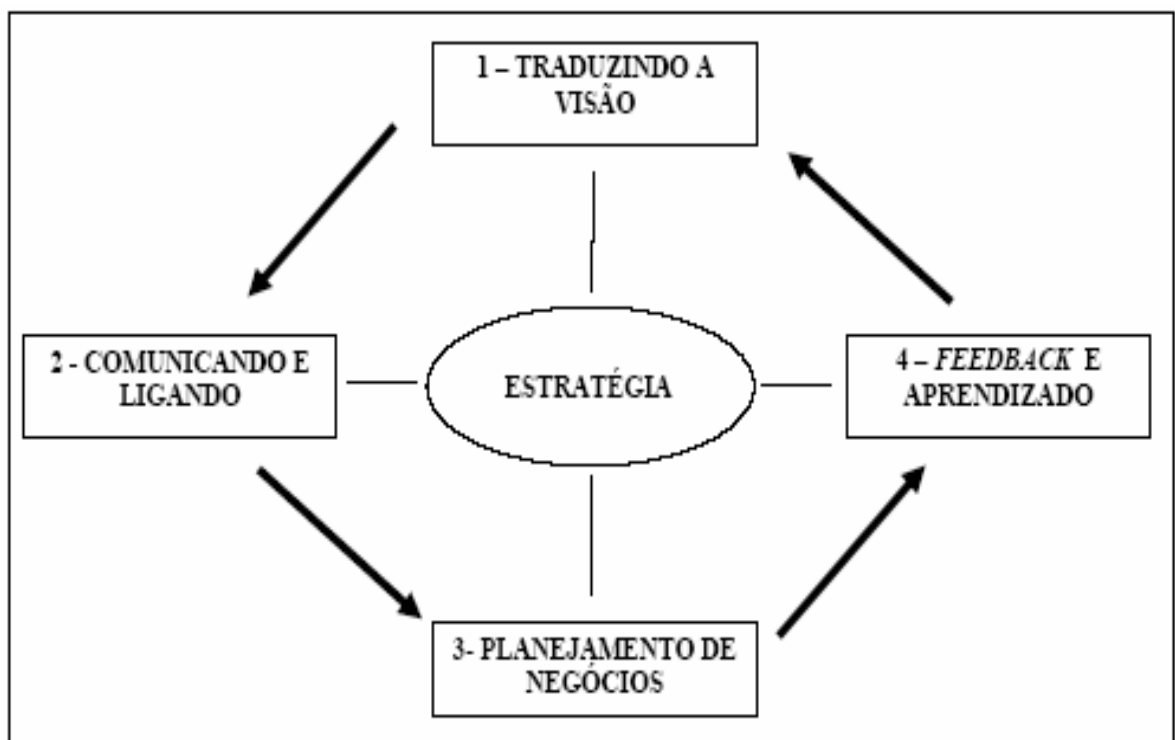 1 – TRADUZINDO A
VISÃO
2 - COMUNICANDO E
LIGANDO
ESTRATÉGIA
4 – FEEDBACK E
APRENDIZADO
3- PLANEJAMENTO DE
NEGÓCIOS